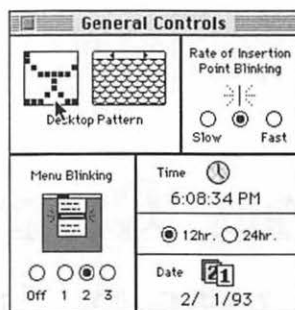 General Controls
Desktop Pattern
Rate of Insertion
Point Blinking
Slow Fast
Menu Blinking
Off 1 2 3
Time
6:08:34 PM
12hr. 24hr.
Date
21
2/ 1/93